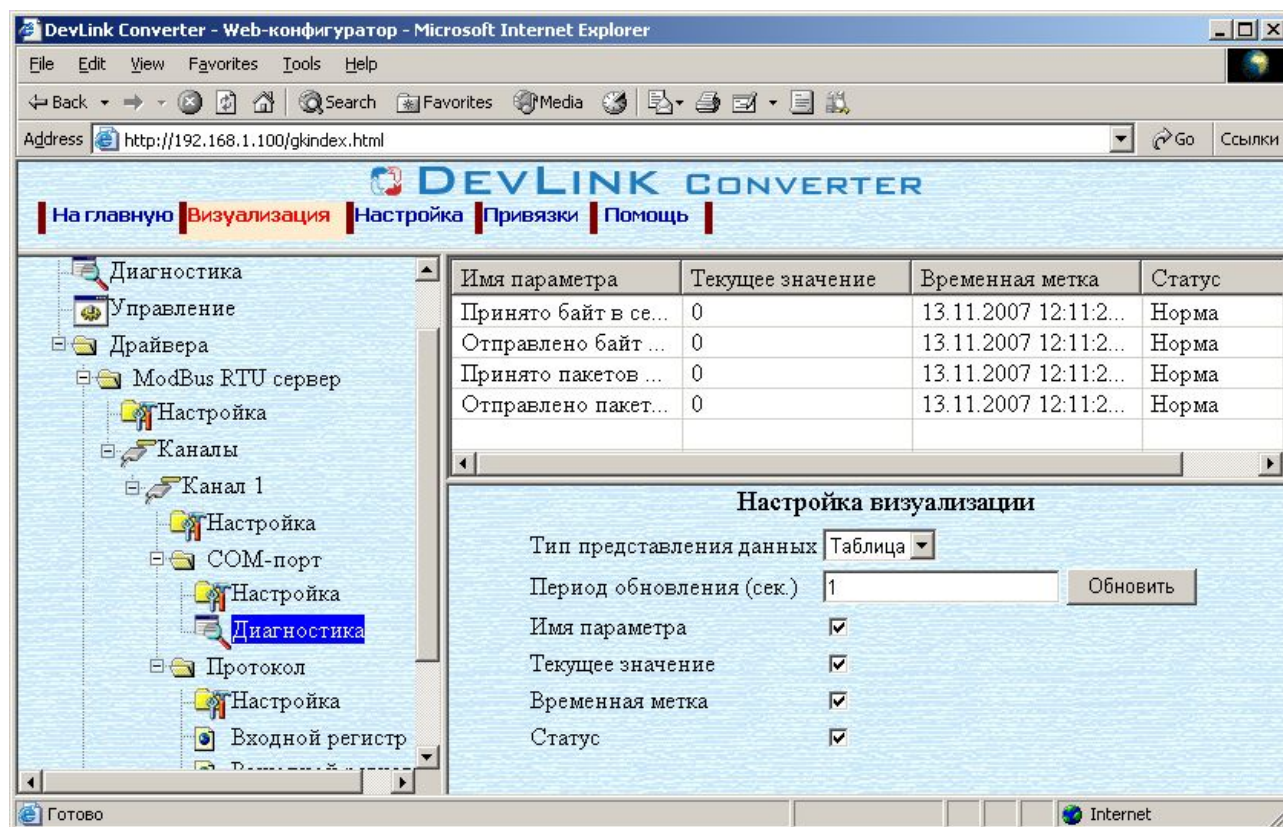 DevLink Converter - Web-конфигуратор - Microsoft Internet Explorer
File Edit View Favorites Tools Help
Back Search Favorites Media
Address http://192.168.1.100/gkindex.html Go Ссылки
DEVLINK CONVERTER
На главную Визуализация Настройка Привязки Помощь
Диагностика
Управление
Драйвера
ModBus RTU сервер
Настройка
Каналы
Канал 1
Настройка
COM-порт
Настройка
Диагностика
Протокол
Настройка
Входной регистр
Имя параметра Текущее значение Временная метка Статус
Принято байт в се... 0 13.11.2007 12:11:2... Норма
Отправлено байт ... 0 13.11.2007 12:11:2... Норма
Принято пакетов ... 0 13.11.2007 12:11:2... Норма
Отправлено пакет... 0 13.11.2007 12:11:2... Норма
Настройка визуализации
Тип представления данных Таблица
Период обновления (сек.) 1 Обновить
Имя параметра
Текущее значение
Временная метка
Статус
Готово Internet